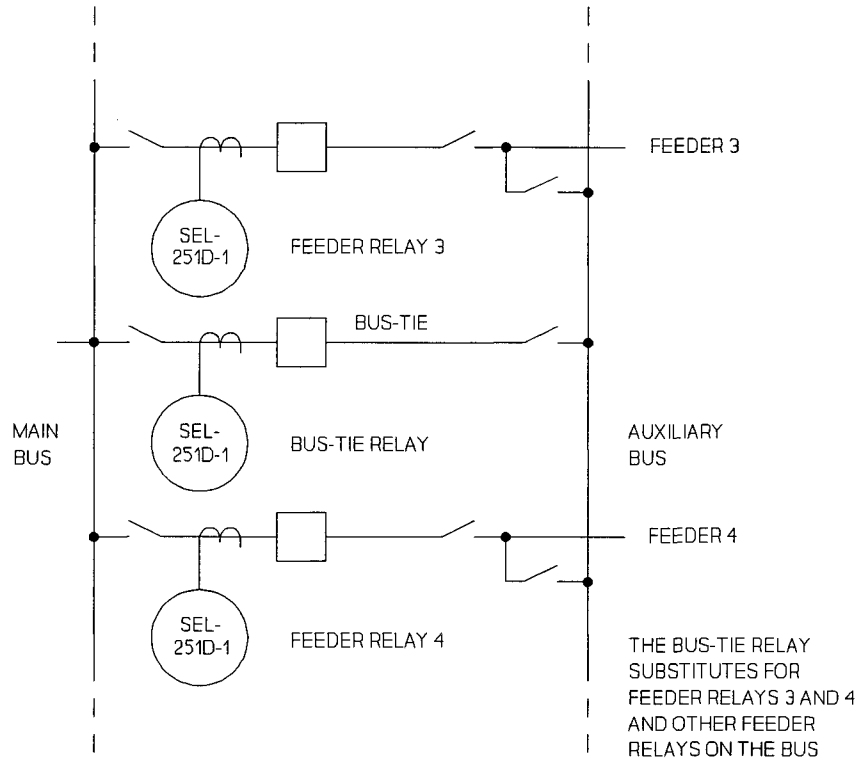 FEEDER 3
SEL-
251D-1
FEEDER RELAY 3
BUS-TIE
MAIN
BUS
SEL-
251D-1
BUS-TIE RELAY
AUXILIARY
BUS
FEEDER 4
SEL-
251D-1
FEEDER RELAY 4
THE BUS-TIE RELAY
SUBSTITUTES FOR
FEEDER RELAYS 3 AND 4
AND OTHER FEEDER
RELAYS ON THE BUS